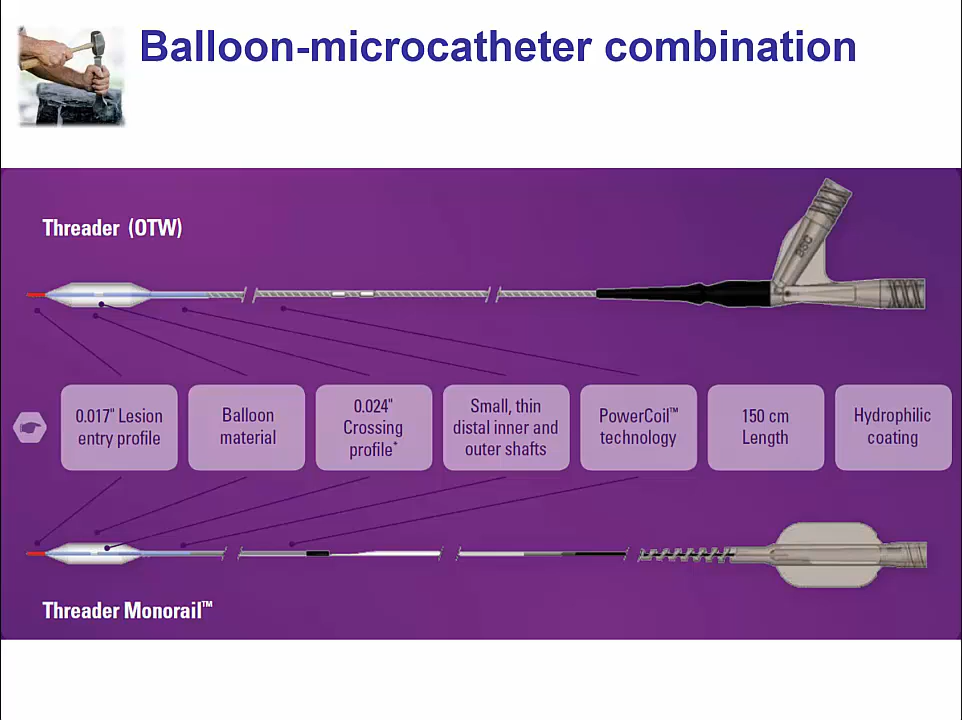 Balloon-microcatheter combination
Threader (OTW)
BSC
0.017" Lesion
entry profile
Balloon
material
0.024"
Crossing
profile*
Small, thin
distal inner and
outer shafts
PowerCoil™
technology
150 cm
Length
Hydrophilic
coating
Threader Monorail™